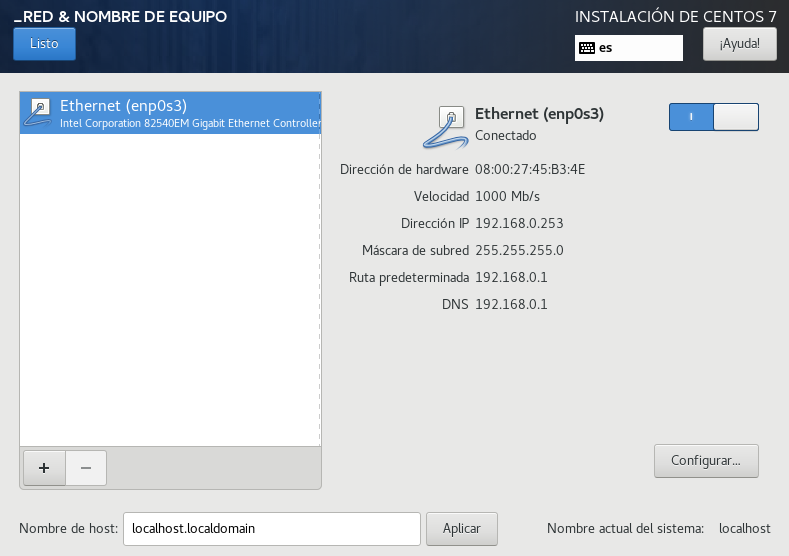 _RED & NOMBRE DE EQUIPO
INSTALACIÓN DE CENTOS 7
Listo
es
¡Ayuda!
Ethernet (enp0s3)
Intel Corporation 82540EM Gigabit Ethernet Controller
Ethernet (enp0s3)
Conectado
Dirección de hardware 08:00:27:45:B3:4E
Velocidad 1000 Mb/s
Dirección IP 192.168.0.253
Máscara de subred 255.255.255.0
Ruta predeterminada 192.168.0.1
DNS 192.168.0.1
+ −
Configurar...
Nombre de host: localhost.localdomain Aplicar Nombre actual del sistema: localhost